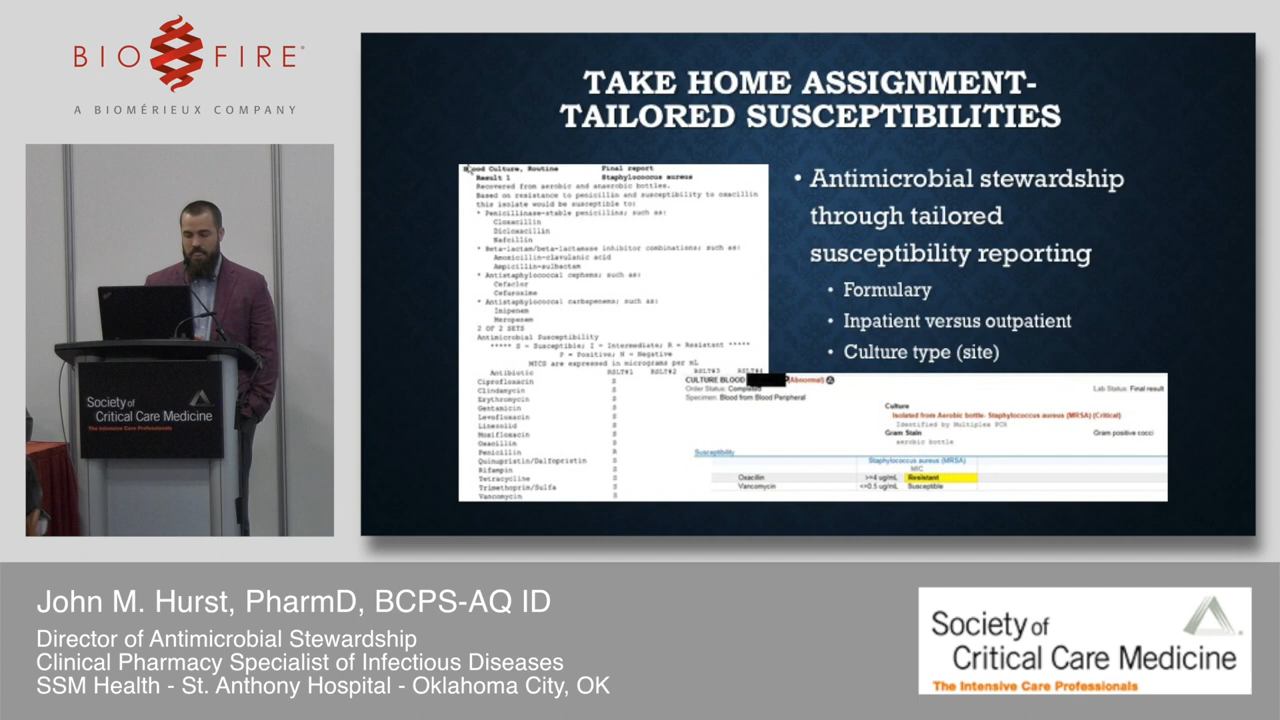 BIO FIRE
A BIOMÉRIEUX COMPANY
TAKE HOME ASSIGNMENT-
TAILORED SUSCEPTIBILITIES
Blood Culture, Routine Final report
Result 1 Staphylococcus aureus
Recovered from aerobic and anaerobic bottles.
Based on resistance to penicillin and susceptibility to oxacillin
this isolate would be susceptible to:
* Penicillinase-stable penicillins; such as:
Cloxacillin
Dicloxacillin
Nafcillin
* Beta-lactam/beta-lactamase inhibitor combinations; such as:
Amoxicillin-clavulanic acid
Ampicillin-sulbactam
* Antistaphylococcal cephems; such as:
Cefaclor
Cefuroxime
* Antistaphylococcal carbapenems; such as:
Imipenem
Meropenem
2 OF 2 SETS
Antimicrobial Susceptibility
***** S = Susceptible; I = Intermediate; R = Resistant *****
P = Positive; N = Negative
MICS are expressed in micrograms per mL
Antibiotic RSLT#1 RSLT#2 RSLT#3 RSLT#4
Ciprofloxacin S
Clindamycin S
Erythromycin S
Gentamicin S
Levofloxacin S
Linezolid S
Moxifloxacin S
Oxacillin S
Penicillin R
Quinupristin/Dalfopristin S
Rifampin S
Tetracycline S
Trimethoprim/Sulfa S
Vancomycin S
• Antimicrobial stewardship
through tailored
susceptibility reporting
• Formulary
• Inpatient versus outpatient
• Culture type (site)
CULTURE BLOOD (Abnormal)
Order Status: Completed Lab Status: Final result
Specimen: Blood from Blood Peripheral
Culture
Isolated from Aerobic bottle- Staphylococcus aureus (MRSA) (Critical)
Identified by Multiplex PCR
Gram Stain Gram positive cocci
aerobic bottle
Susceptibility
Staphylococcus aureus (MRSA)
MIC
Oxacillin >=4 ug/mL Resistant
Vancomycin <=0.5 ug/mL Susceptible
Society of
Critical Care Medicine
The Intensive Care Professionals
John M. Hurst, PharmD, BCPS-AQ ID
Director of Antimicrobial Stewardship
Clinical Pharmacy Specialist of Infectious Diseases
SSM Health - St. Anthony Hospital - Oklahoma City, OK
Society of
Critical Care Medicine
The Intensive Care Professionals